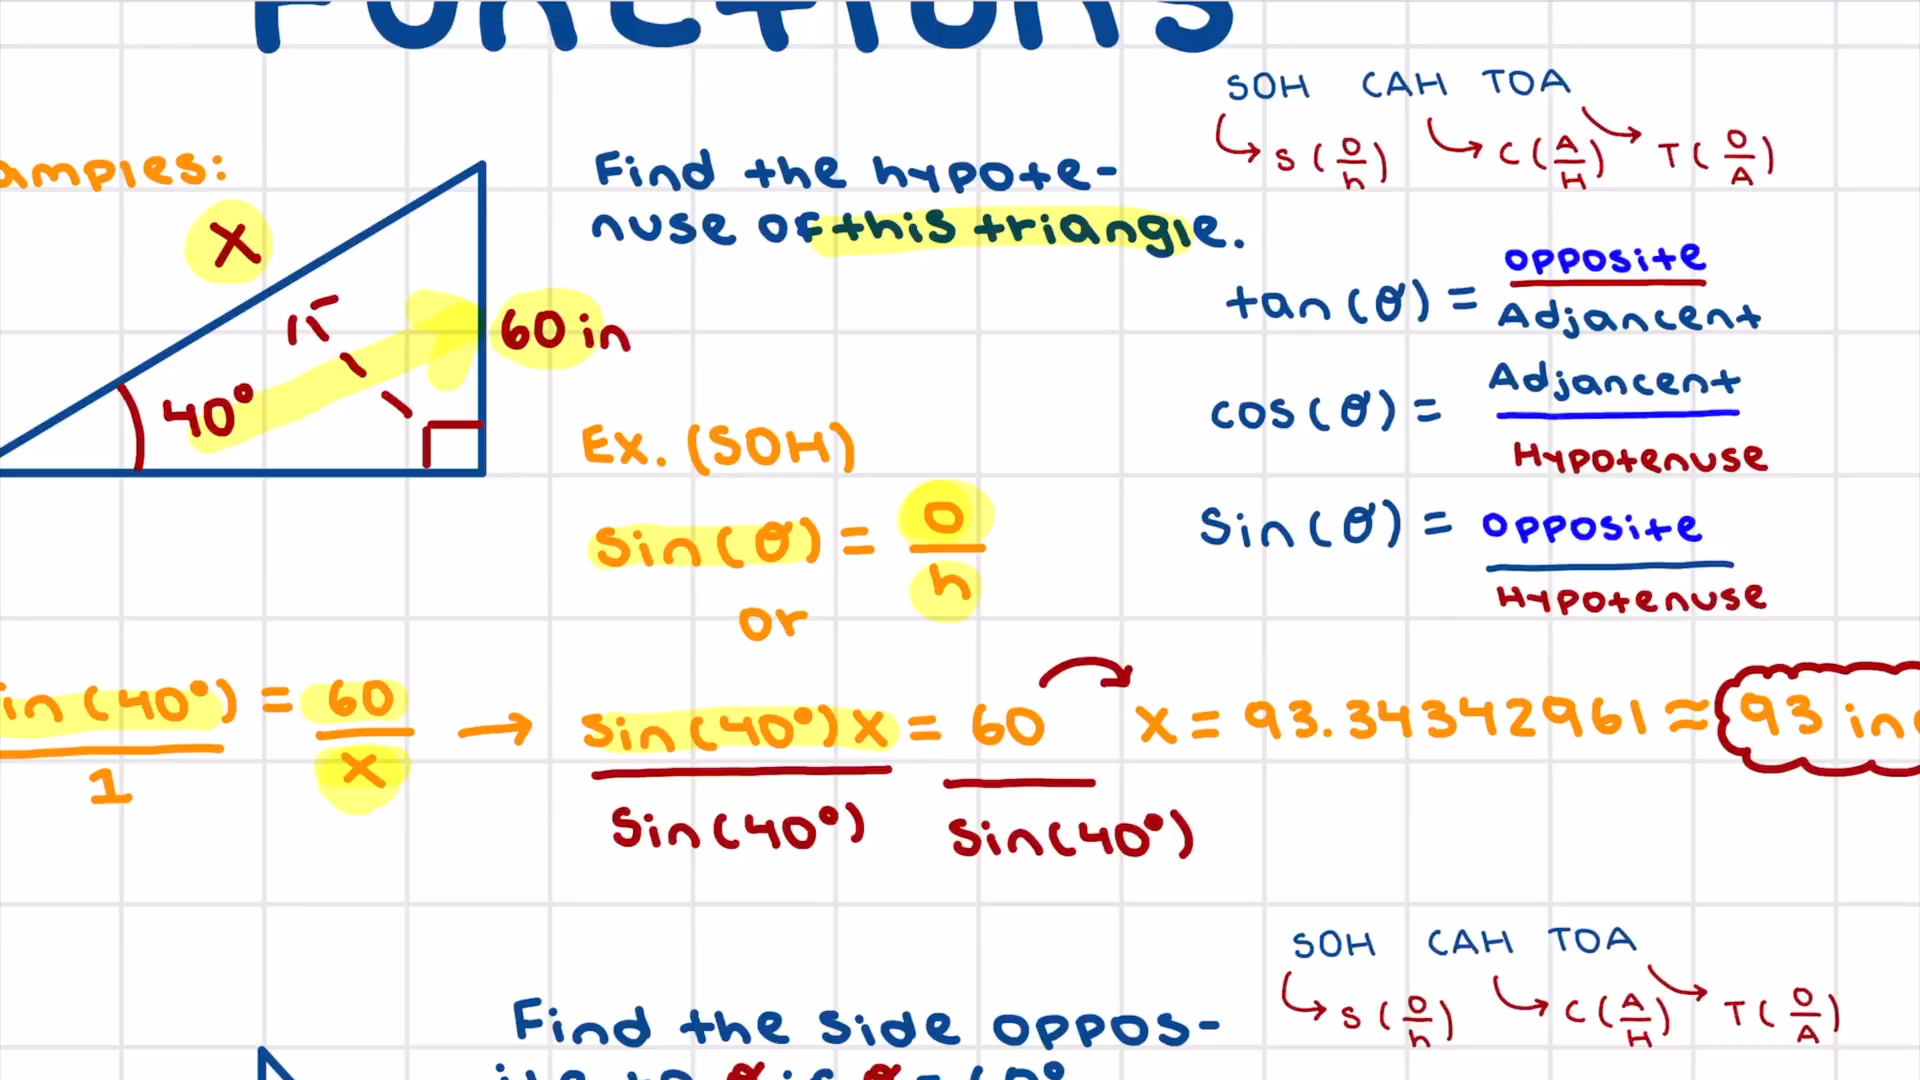 Functions
amples:
SOH CAH TOA
S(O/h) C(A/H) T(O/A)
Find the hypote-
nuse of this triangle.
x
60 in
40°
tan(θ) = opposite/Adjancent
cos(θ) = Adjancent/Hypotenuse
Sin(θ) = opposite/Hypotenuse
Ex. (SOH)
Sin(θ) = O/h
or
in(40°)/1 = 60/x → Sin(40°)x/Sin(40°) = 60/Sin(40°) x = 93.34342961 ≈ 93 in
SOH CAH TOA
S(O/h) C(A/H) T(O/A)
Find the side oppos-